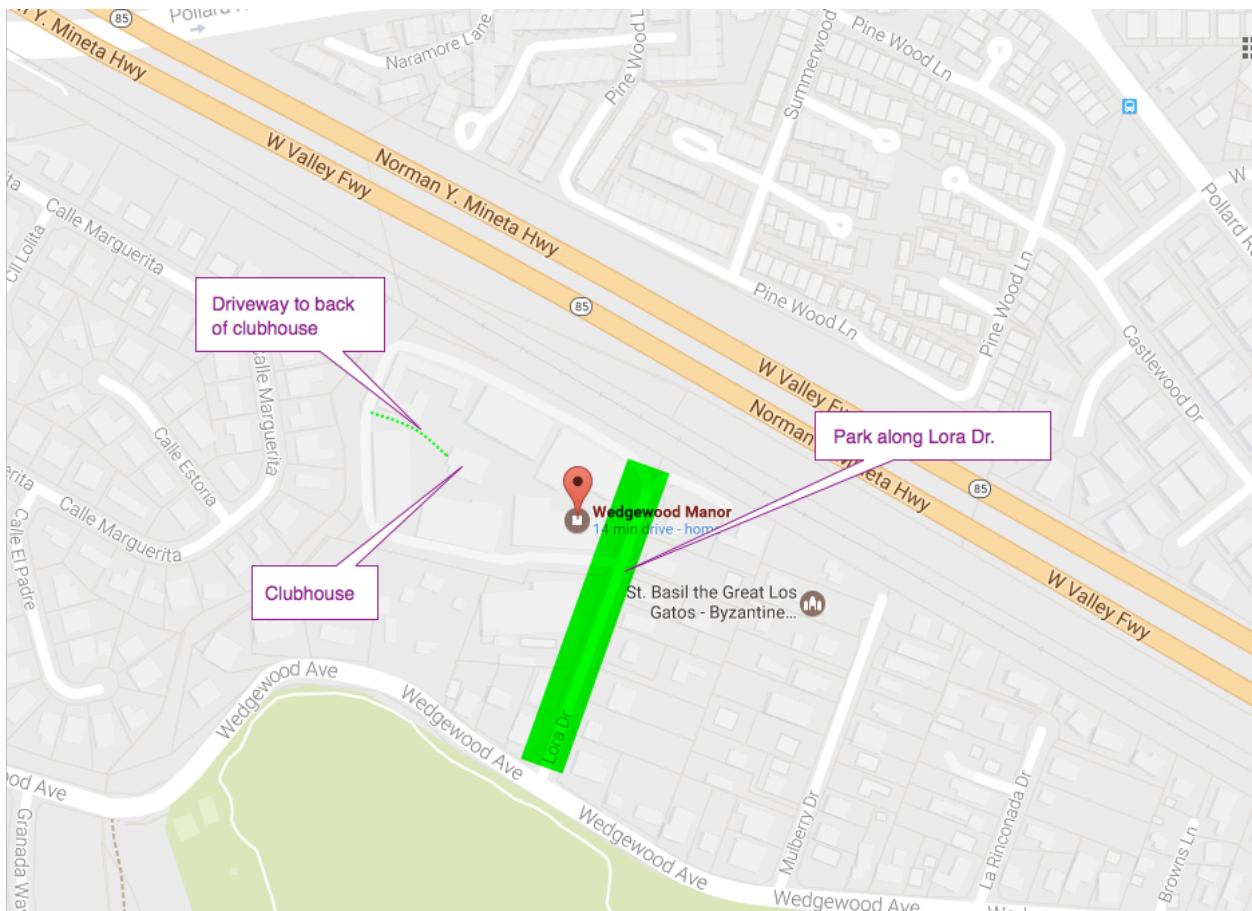 85
Pollard
Y. Mineta Hwy
Naramore Lane
Pine Wood Ln
Summerwood
Pine Wood Ln
W Valley Fwy
Norman Y. Mineta Hwy
Pollard Rd
W
Calle Marguerita
Cll Lolita
Driveway to back
of clubhouse
85
Pine Wood Ln
Pine Wood Ln
Castlewood Dr
Calle Marguerita
Calle Estoria
W Valley Fwy
Park along Lora Dr.
Norman Y. Mineta Hwy
85
Wedgewood Manor
14 min drive - home
Calle Marguerita
Calle El Padre
Clubhouse
St. Basil the Great Los
Gatos - Byzantine...
W Valley Fwy
Wedgewood Ave
Wedgewood Ave
Lora Dr
Wedgewood Ave
Mulberry Dr
La Rinconada Dr
Browns Ln
ood Ave
Granada Way
Wedgewood Ave